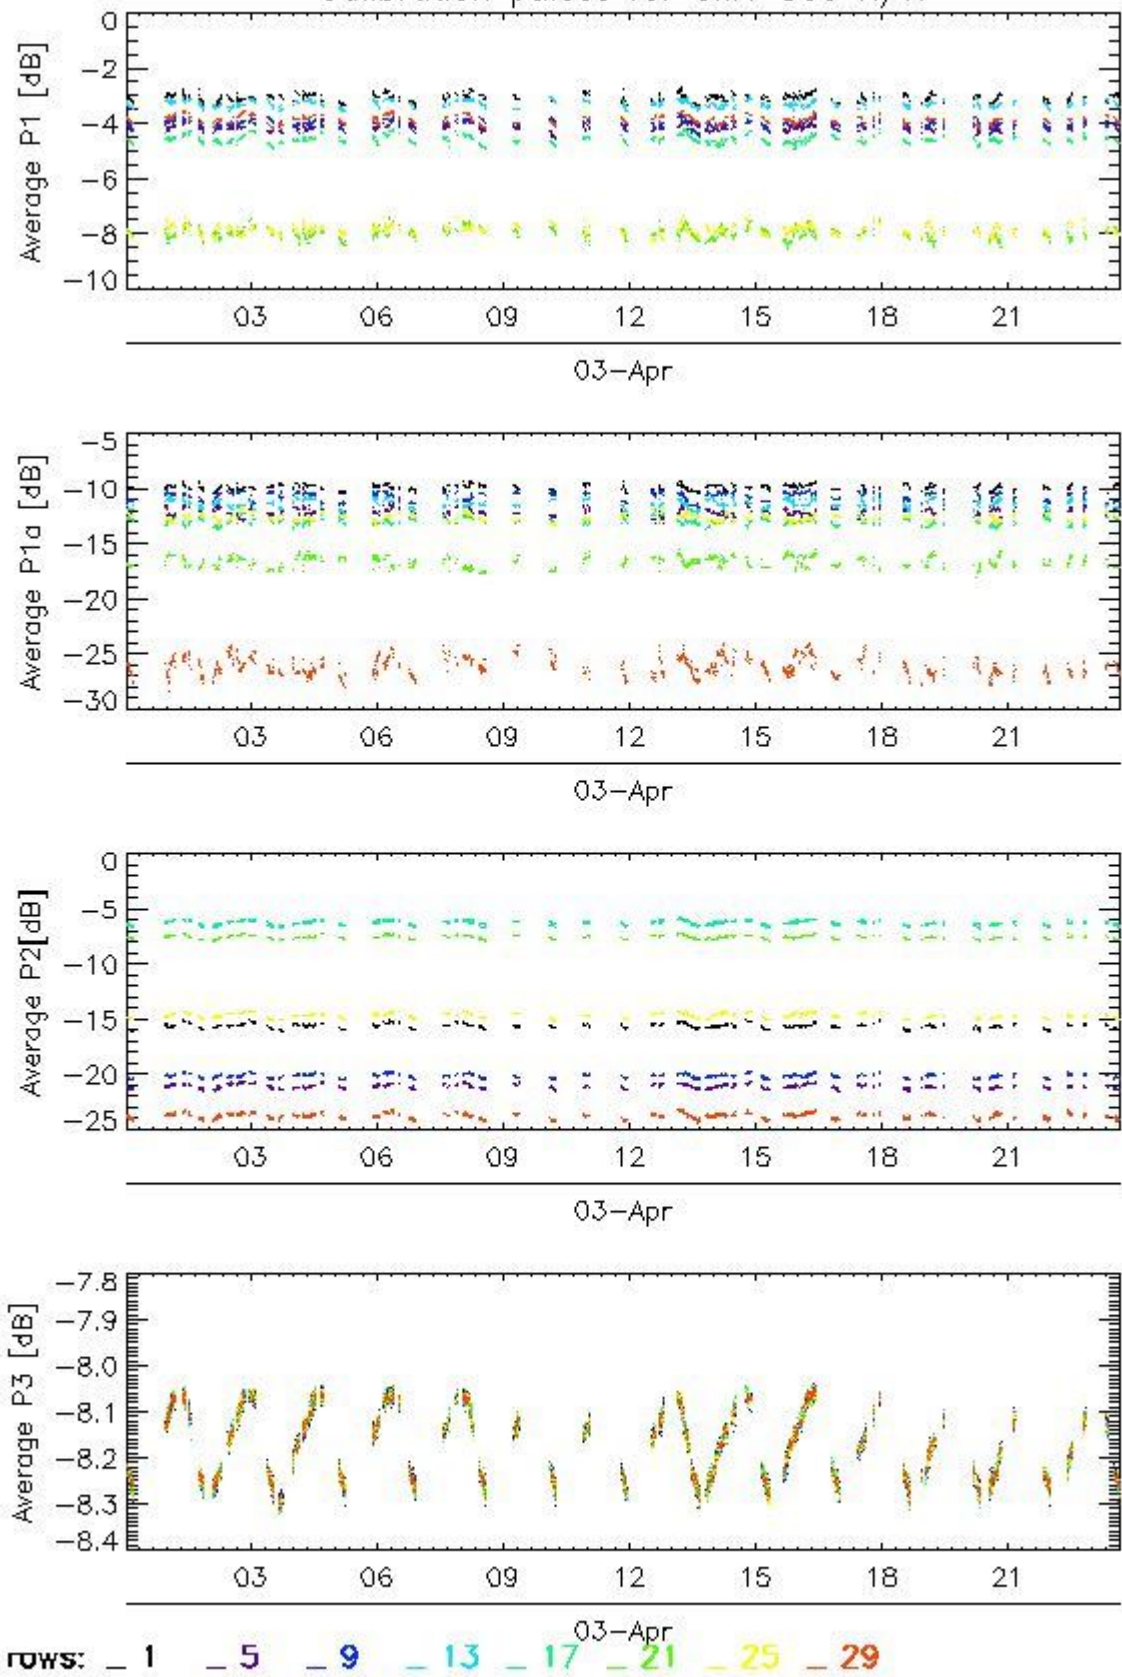 0
−2
−4
−6
−8
−10
Average P1 [dB]
03 06 09 12 15 18 21
03−Apr
−5
−10
−15
−20
−25
−30
Average P1a [dB]
03 06 09 12 15 18 21
03−Apr
0
−5
−10
−15
−20
−25
Average P2[dB]
03 06 09 12 15 18 21
03−Apr
−7.8
−7.9
−8.0
−8.1
−8.2
−8.3
−8.4
Average P3 [dB]
03 06 09 12 15 18 21
03−Apr
rows: _ 1 _ 5 _ 9 _ 13 _ 17 _ 21 _ 25 _ 29